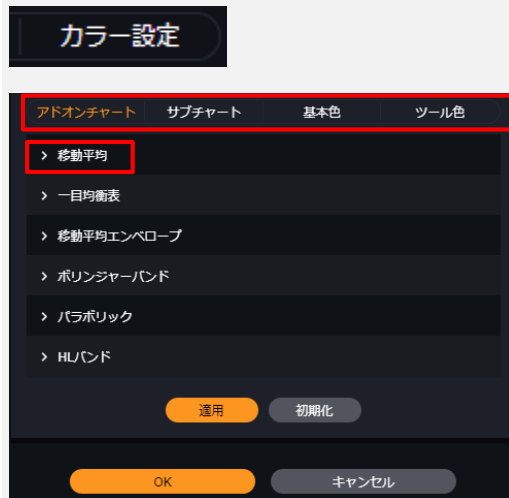 カラー設定
アドオンチャート サブチャート 基本色 ツール色
> 移動平均
> 一目均衡表
> 移動平均エンベロープ
> ボリンジャーバンド
> パラボリック
> HLバンド
適用 初期化
OK キャンセル